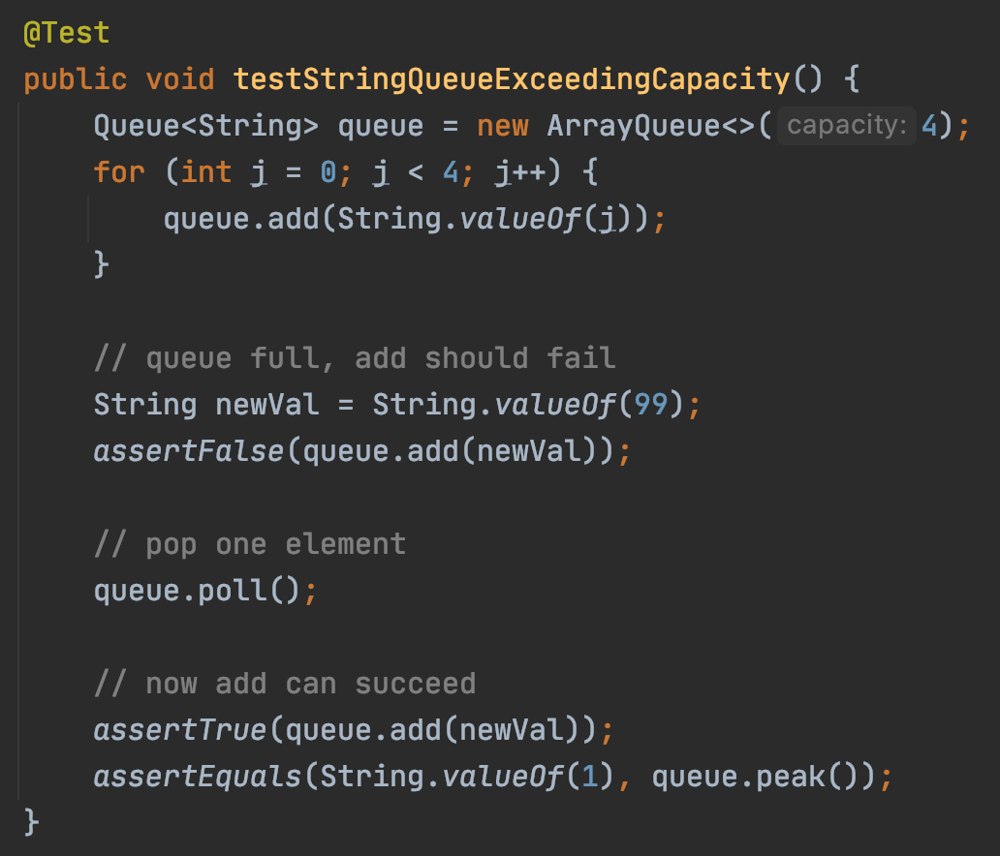 @Test
public void testStringQueueExceedingCapacity() {
Queue<String> queue = new ArrayQueue<>( capacity: 4);
for (int j = 0; j < 4; j++) {
queue.add(String.valueOf(j));
}
// queue full, add should fail
String newVal = String.valueOf(99);
assertFalse(queue.add(newVal));
// pop one element
queue.poll();
// now add can succeed
assertTrue(queue.add(newVal));
assertEquals(String.valueOf(1), queue.peak());
}